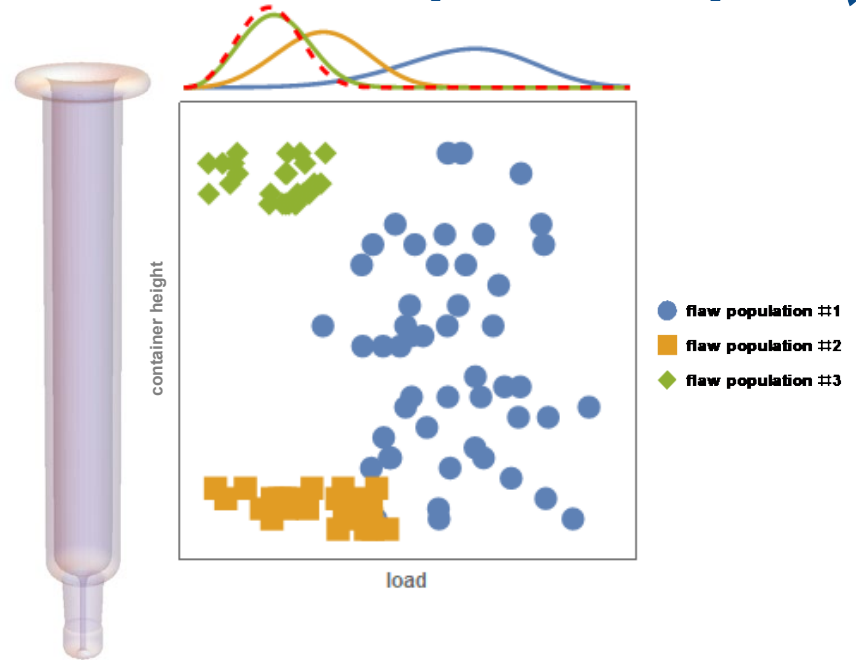 container height
flaw population #1
flaw population #2
flaw population #3
load